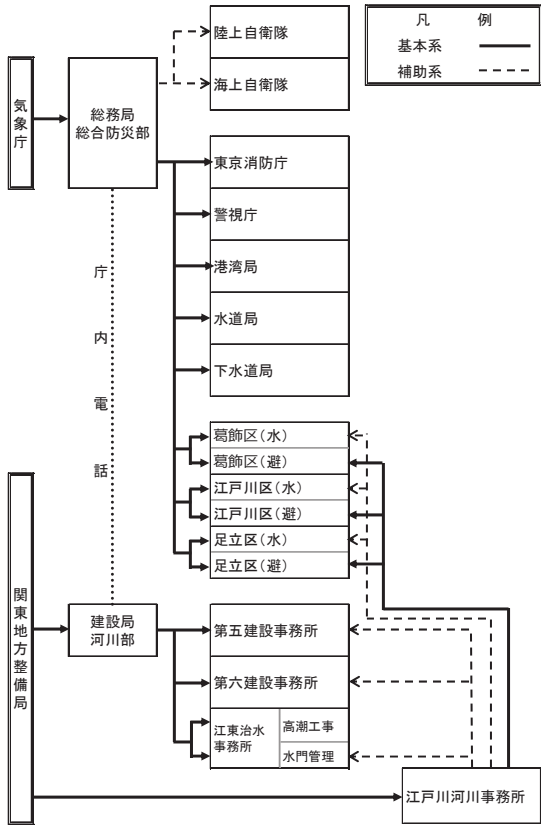 凡 例
基本系
補助系
陸上自衛隊
海上自衛隊
気象庁
総務局
総合防災部
東京消防庁
警視庁
港湾局
水道局
下水道局
庁内電話
葛飾区(水)
葛飾区(避)
江戸川区(水)
江戸川区(避)
足立区(水)
足立区(避)
関東地方整備局
建設局
河川部
第五建設事務所
第六建設事務所
江東治水
事務所
高潮工事
水門管理
江戸川河川事務所